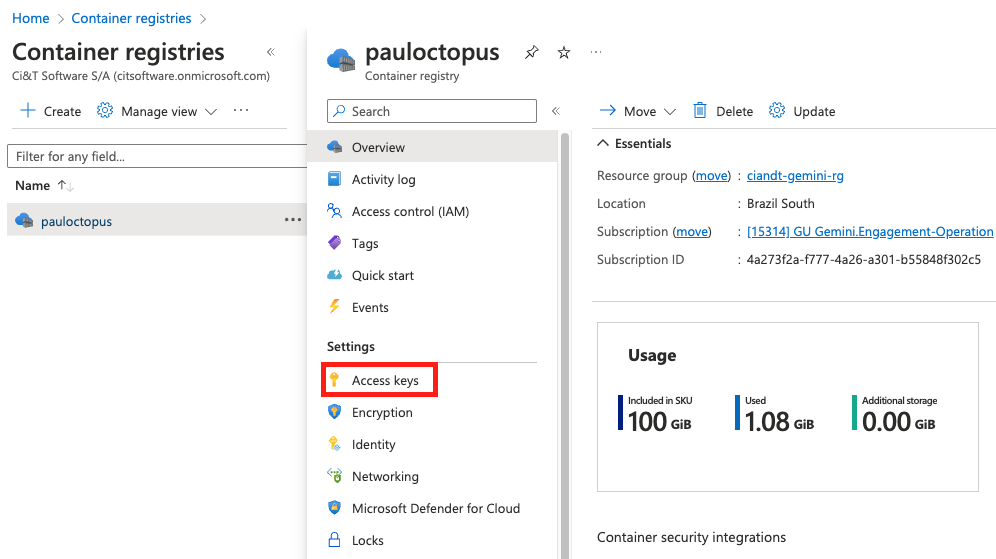 Home > Container registries >
Container registries «
Ci&T Software S/A (citsoftware.onmicrosoft.com)
Create Manage view ...
Filter for any field...
Name ↑↓
pauloctopus ...
pauloctopus ...
Container registry
Search «
Overview
Activity log
Access control (IAM)
Tags
Quick start
Events
Settings
Access keys
Encryption
Identity
Networking
Microsoft Defender for Cloud
Locks
Move Delete Update
Essentials
Resource group (move) : ciandt-gemini-rg
Location : Brazil South
Subscription (move) : [15314] GU Gemini.Engagement-Operation
Subscription ID : 4a273f2a-f777-4a26-a301-b55848f302c5
Usage
Included in SKU
100 GiB
Used
1.08 GiB
Additional storage
0.00 GiB
Container security integrations